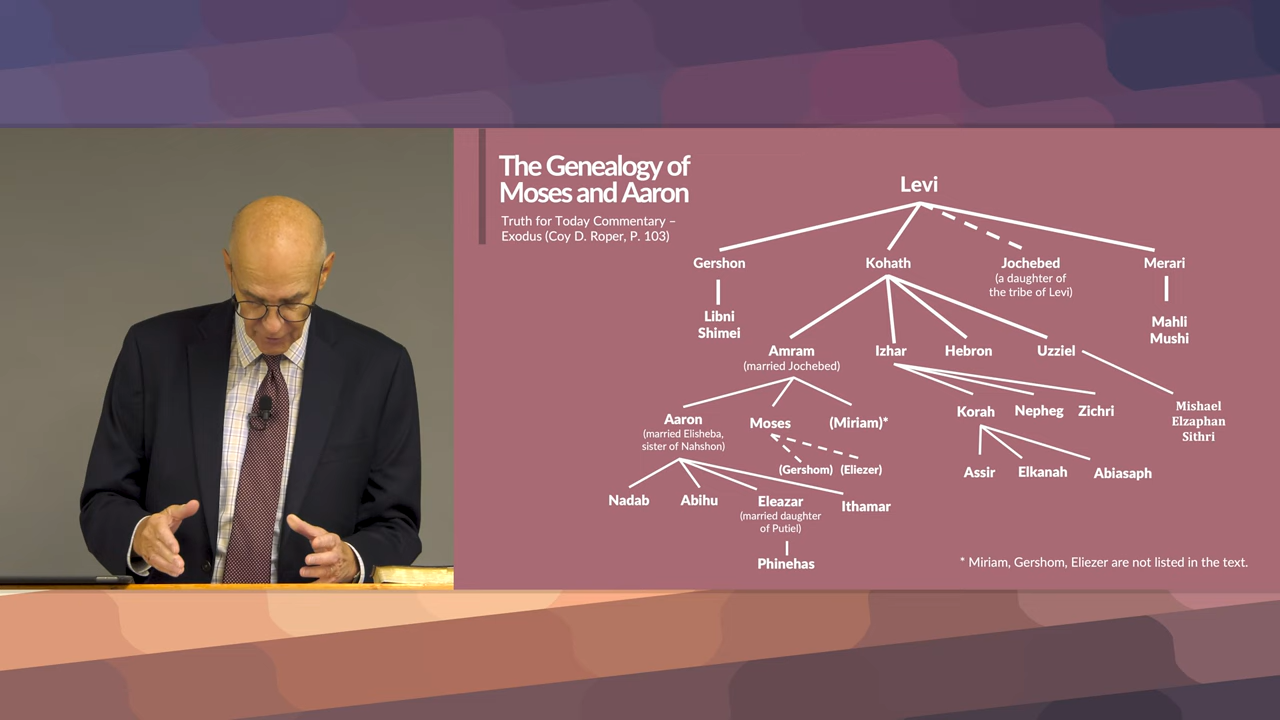 The Genealogy of
Moses and Aaron
Truth for Today Commentary –
Exodus (Coy D. Roper, P. 103)
Levi
Gershon
Kohath
Jochebed
(a daughter of
the tribe of Levi)
Merari
Libni
Shimei
Mahli
Mushi
Amram
(married Jochebed)
Izhar
Hebron
Uzziel
Aaron
(married Elisheba,
sister of Nahshon)
Moses
(Miriam)*
Korah
Nepheg
Zichri
Mishael
Elzaphan
Sithri
(Gershom)
(Eliezer)
Assir
Elkanah
Abiasaph
Nadab
Abihu
Eleazar
(married daughter
of Putiel)
Ithamar
Phinehas
* Miriam, Gershom, Eliezer are not listed in the text.